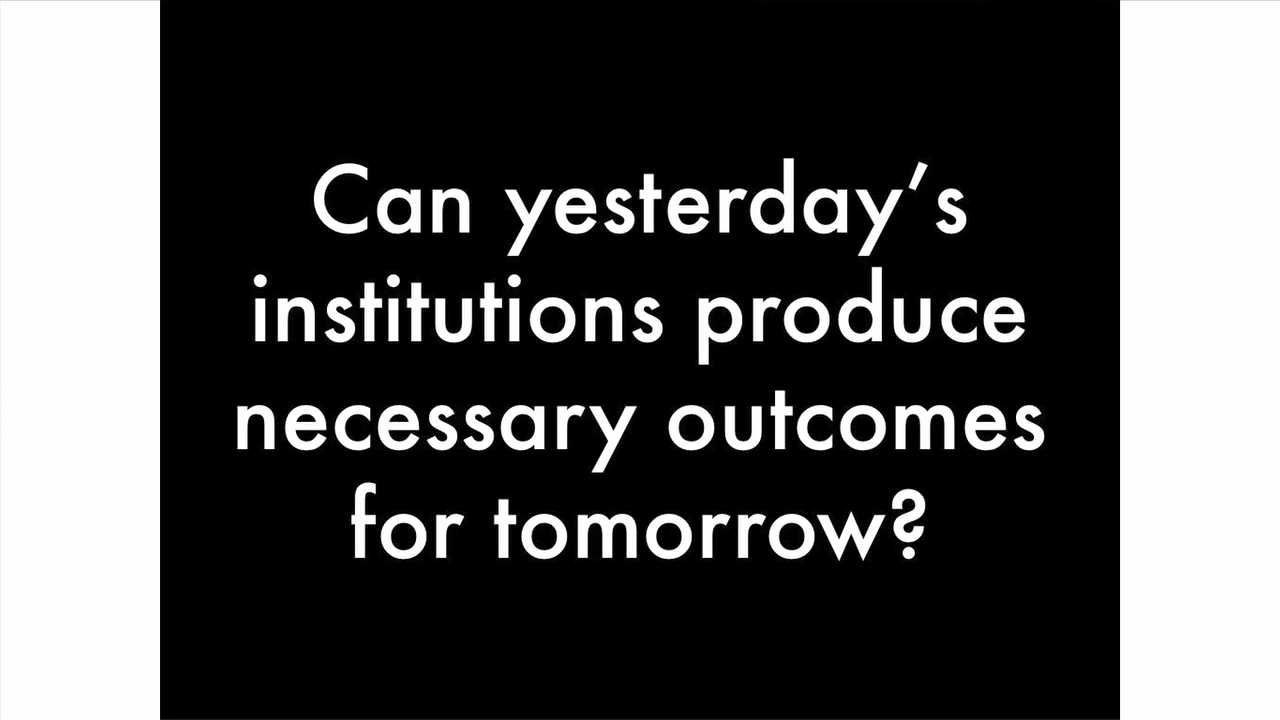 Can yesterday’s
institutions produce
necessary outcomes
for tomorrow?